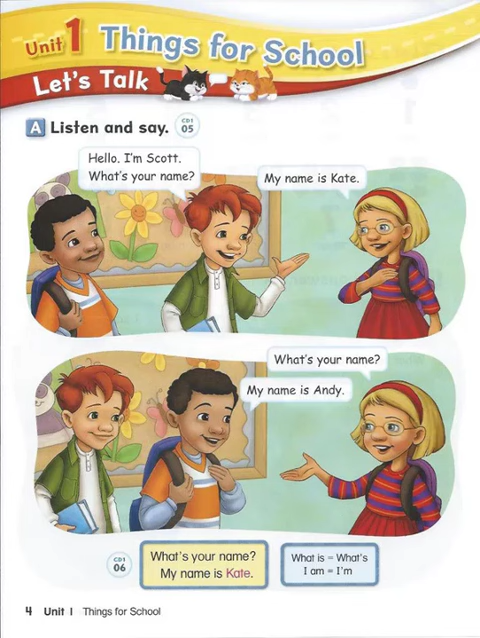 Unit 1 Things for School
Let's Talk
A Listen and say. CD1 05
Hello. I'm Scott.
What's your name?
My name is Kate.
What's your name?
My name is Andy.
CD1 06
What's your name?
My name is Kate.
What is = What's
I am = I'm
4 Unit 1 Things for School